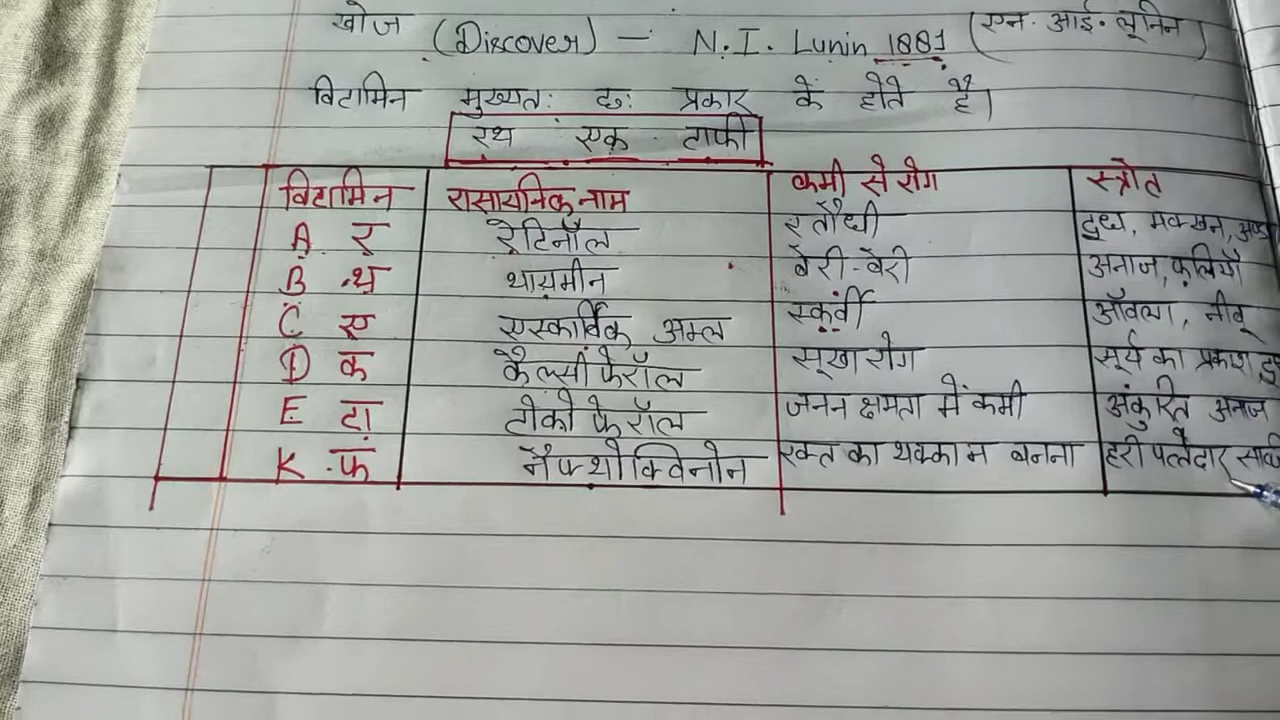 खोज (Discover) — N.I. Lunin 1881 (एन. आई. लूनिन)
विटामिन मुख्यतः छः प्रकार के होते है।
रथ एक टाफी
विटामिन रासायनिक नाम कमी से रोग स्त्रोत
A र रेटिनॉल रतौंधी दुध, मक्खन,
B थ थायमीन वेरी-वेरी अनाज, फलियाँ
C ए एस्कार्विक अम्ल स्कर्वी आँवला, नीबू
D क कैल्सीफेरॉल सूखा रोग सूर्य का प्रकाश
E टा टोकोफेरॉल जनन क्षमता में कमी अंकुरित अनाज
K फ नैफ्थोक्विनोन रक्त का थक्का न बनना हरी पत्तेदार